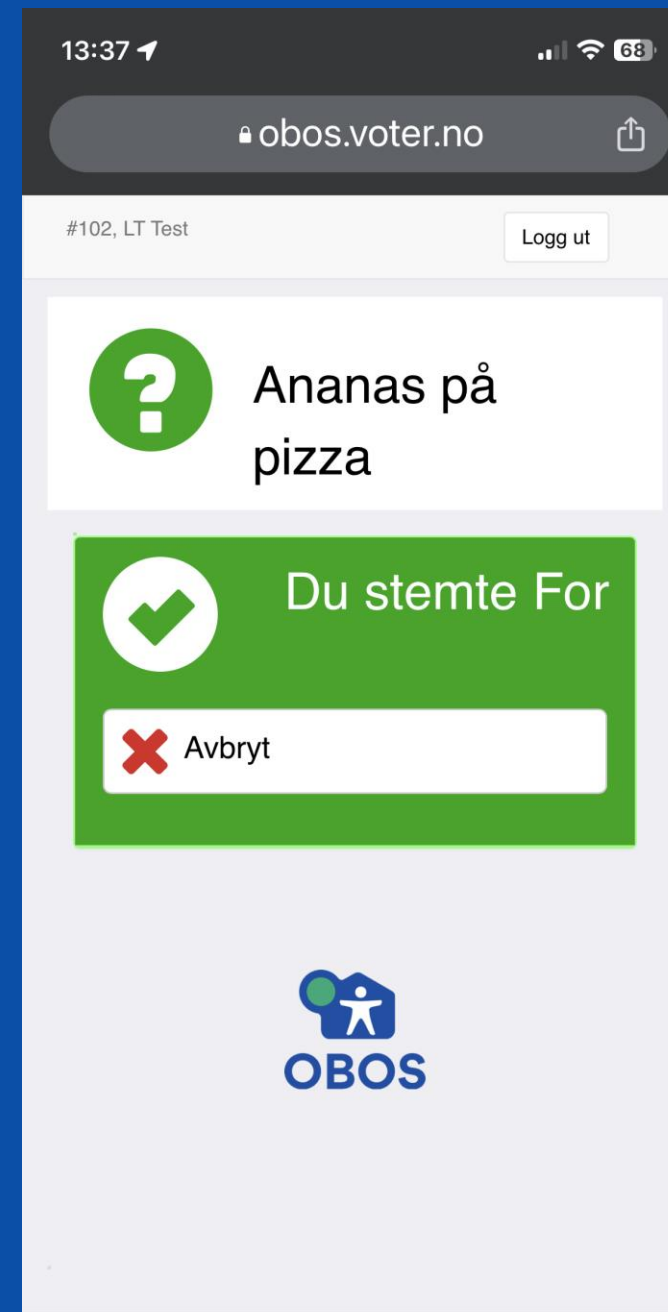 13:37
68
obos.voter.no
#102, LT Test
Logg ut
?
Ananas på
pizza
Du stemte For
Avbryt
OBOS